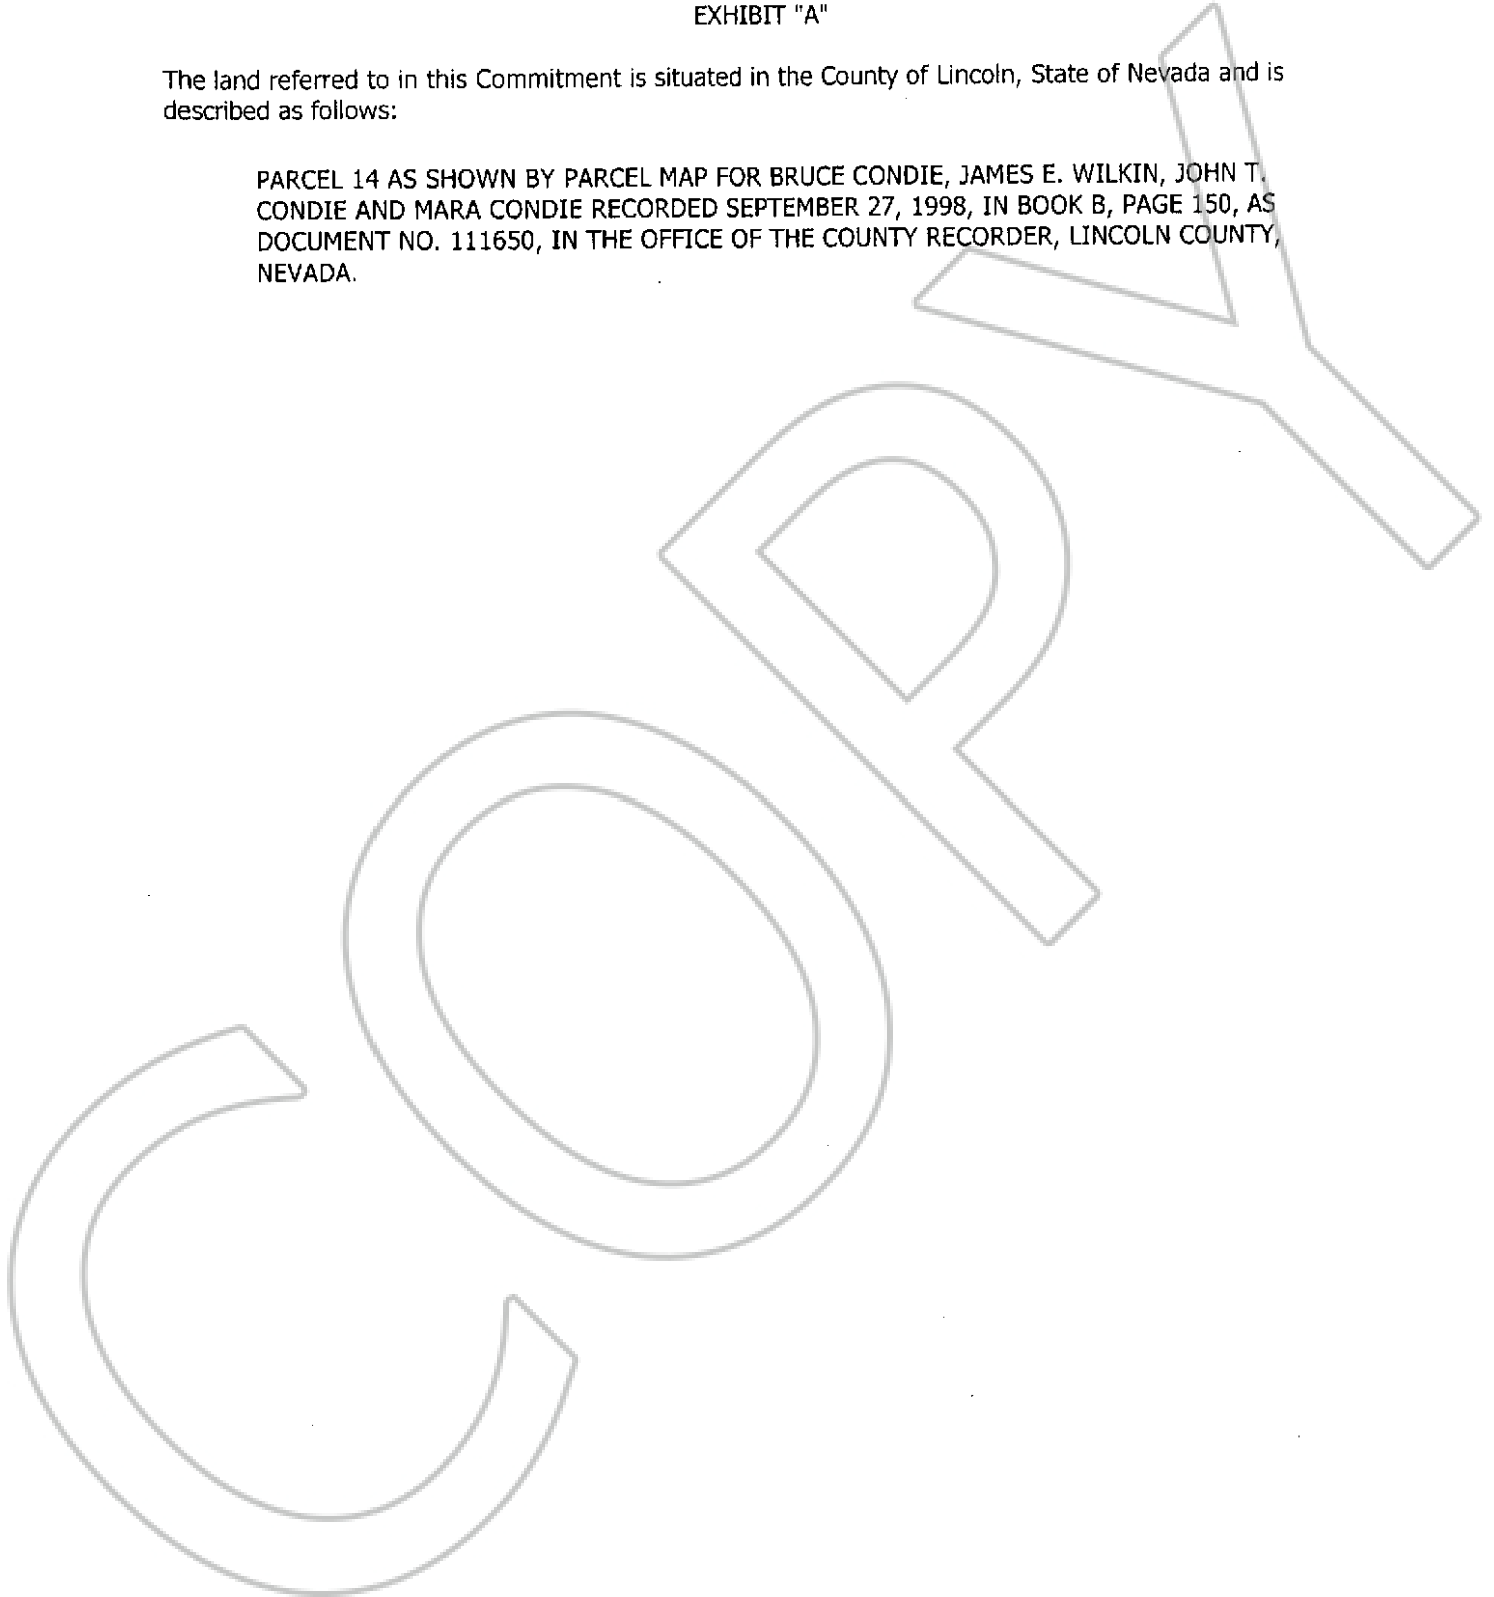 EXHIBIT "A"
The land referred to in this Commitment is situated in the County of Lincoln, State of Nevada and is
described as follows:
PARCEL 14 AS SHOWN BY PARCEL MAP FOR BRUCE CONDIE, JAMES E. WILKIN, JOHN T.
CONDIE AND MARA CONDIE RECORDED SEPTEMBER 27, 1998, IN BOOK B, PAGE 150, AS
DOCUMENT NO. 111650, IN THE OFFICE OF THE COUNTY RECORDER, LINCOLN COUNTY,
NEVADA.
COPY